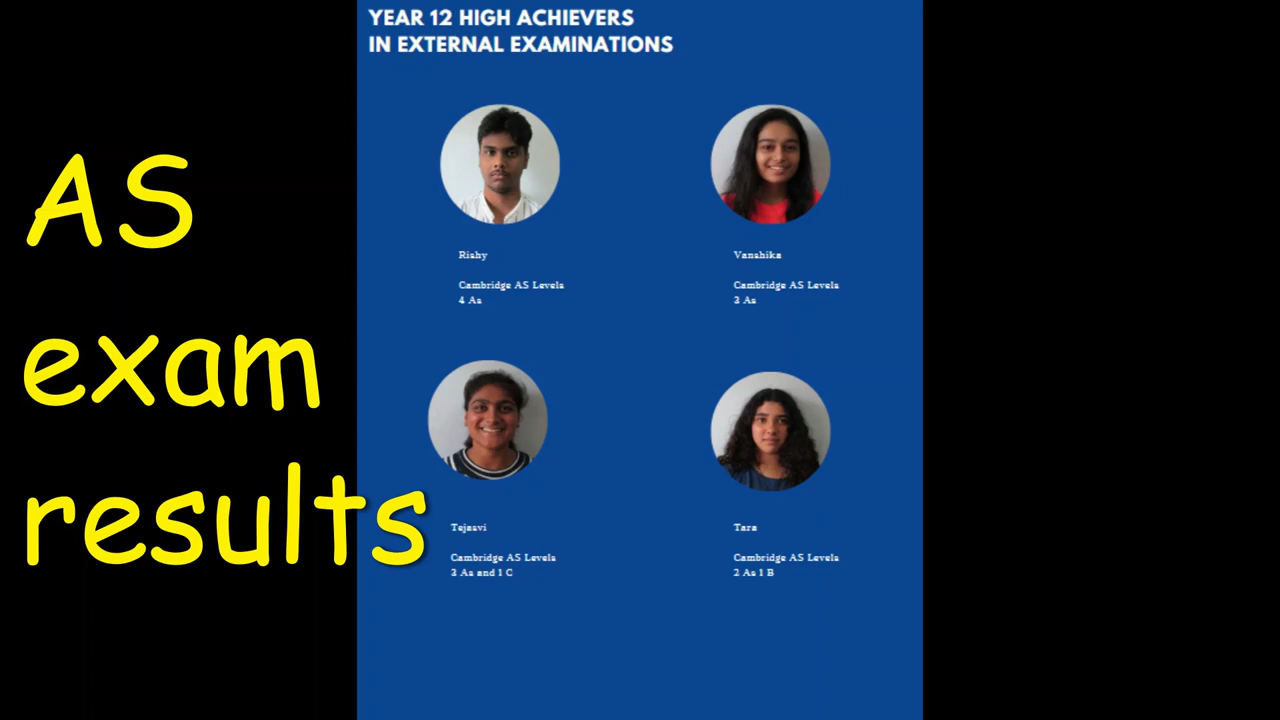 AS
exam
results
YEAR 12 HIGH ACHIEVERS
IN EXTERNAL EXAMINATIONS
Rishy
Cambridge AS Levels
4 As
Vanshika
Cambridge AS Levels
3 As
Tejasvi
Cambridge AS Levels
3 As and 1 C
Tara
Cambridge AS Levels
2 As 1 B